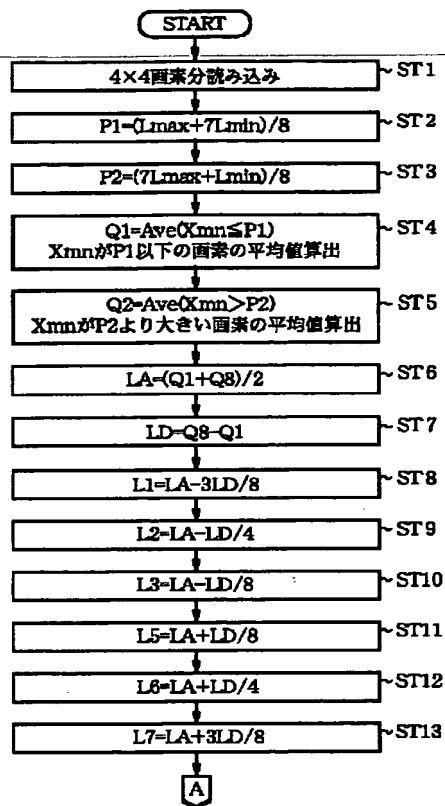 START
4×4画素分読み込み
~ST1
P1=(Lmax+7Lmin)/8
~ST2
P2=(7Lmax+Lmin)/8
~ST3
Q1=Ave(Xmn≦P1)
XmnがP1以下の画素の平均値算出
~ST4
Q2=Ave(Xmn>P2)
XmnがP2より大きい画素の平均値算出
~ST5
LA=(Q1+Q8)/2
~ST6
LD=Q8-Q1
~ST7
L1=LA-3LD/8
~ST8
L2=LA-LD/4
~ST9
L3=LA-LD/8
~ST10
L5=LA+LD/8
~ST11
L6=LA+LD/4
~ST12
L7=LA+3LD/8
~ST13
A